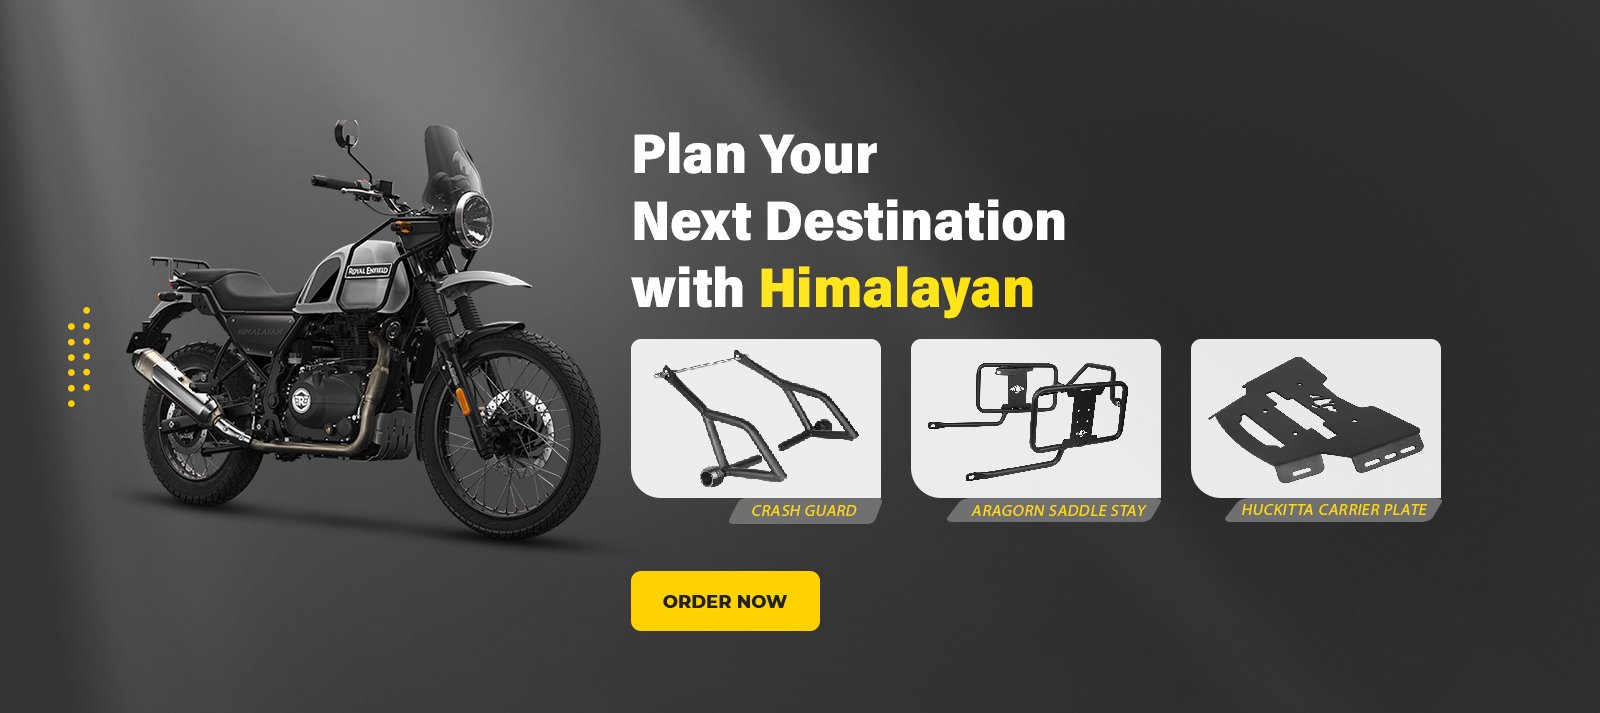 Plan Your
Next Destination
with Himalayan
ROYAL ENFIELD
HIMALAYAN
CRASH GUARD
ARAGORN SADDLE STAY
HUCKITTA CARRIER PLATE
ORDER NOW